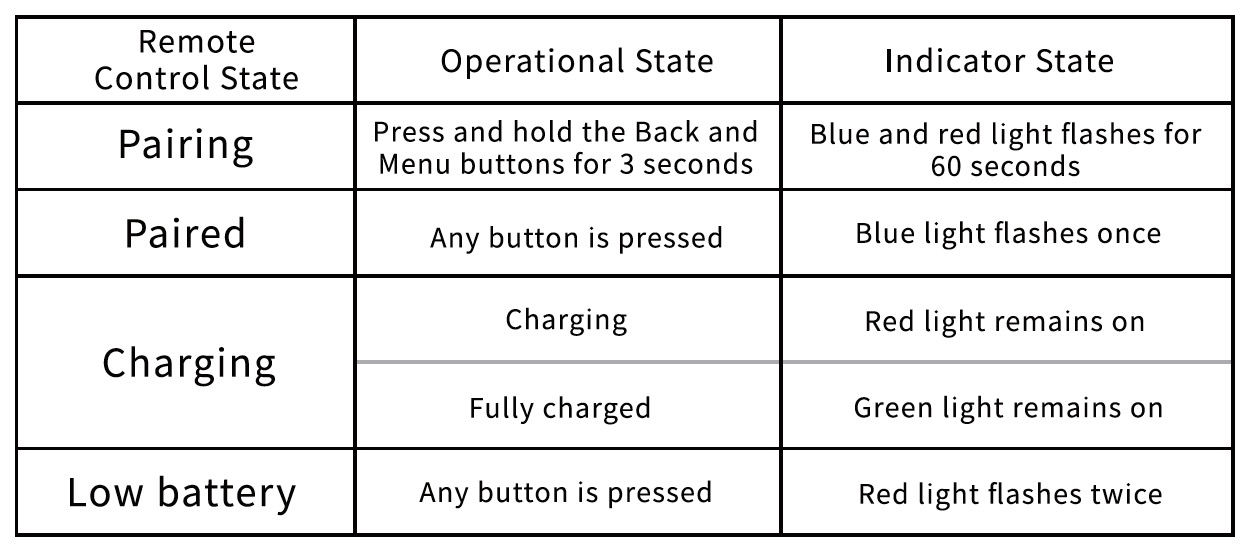 Remote
Control State
Operational State
Indicator State
Pairing
Press and hold the Back and
Menu buttons for 3 seconds
Blue and red light flashes for
60 seconds
Paired
Any button is pressed
Blue light flashes once
Charging
Charging
Red light remains on
Fully charged
Green light remains on
Low battery
Any button is pressed
Red light flashes twice